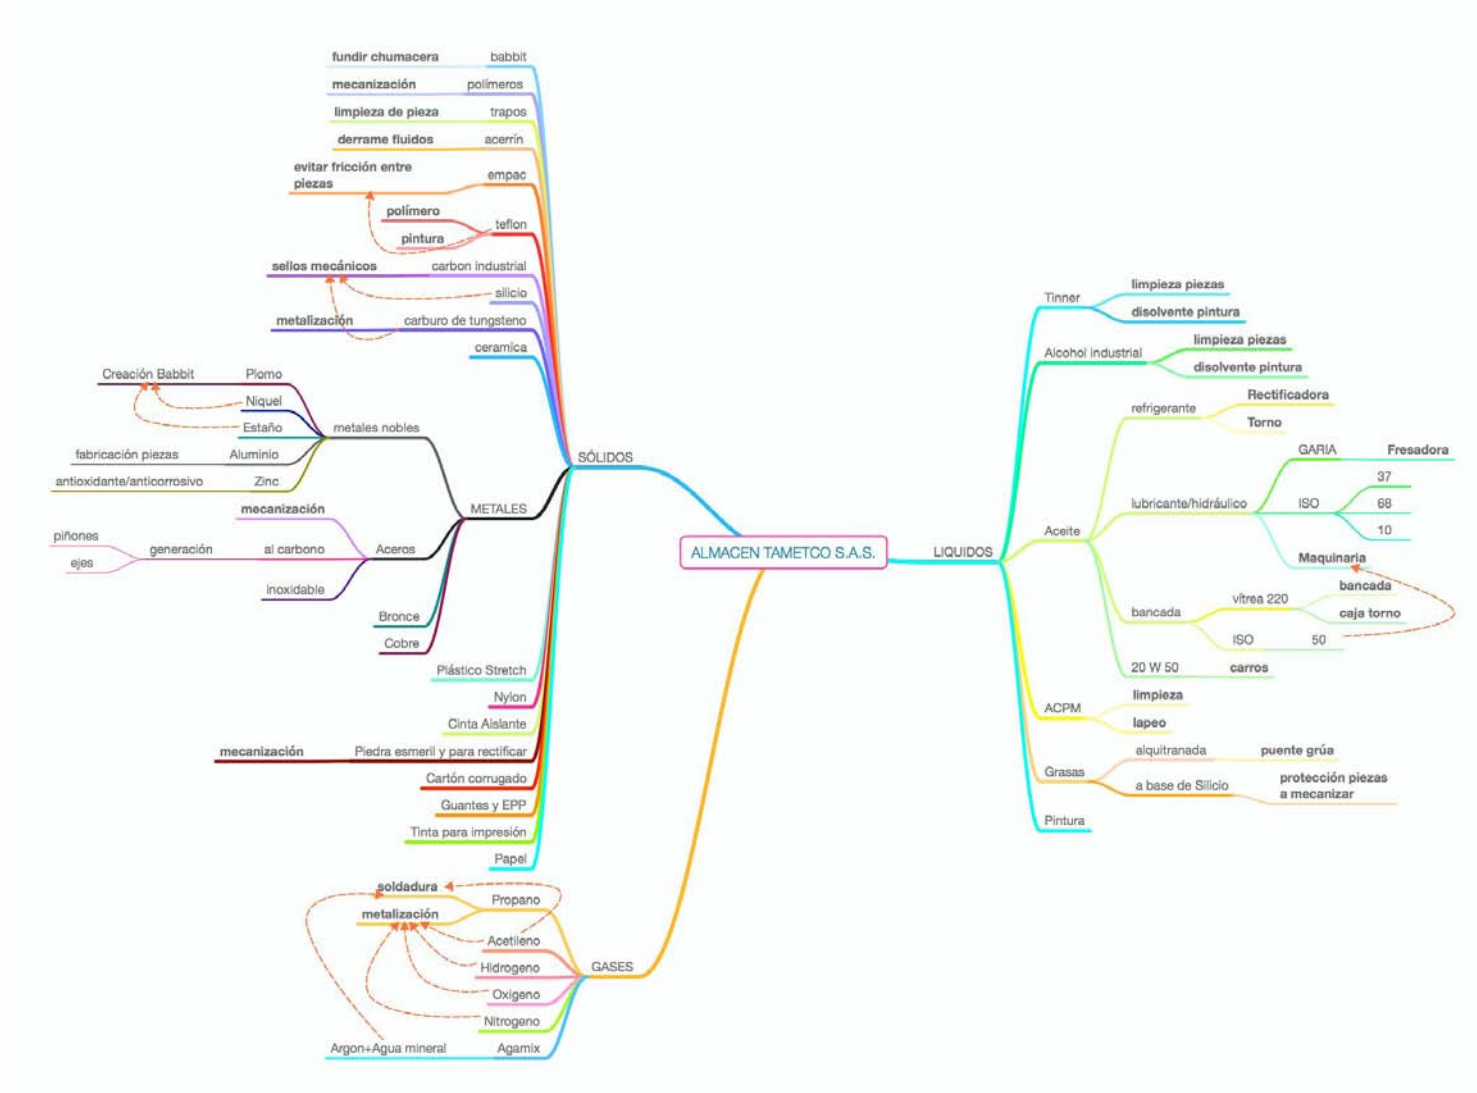 fundir chumacera
babbit
mecanización
polímeros
limpieza de pieza
trapos
derrame fluidos
acerrín
evitar fricción entre
piezas
empac
polímero
pintura
teflon
sellos mecánicos
carbon industrial
silicio
metalización
carburo de tungsteno
ceramica
Creación Babbit
Plomo
Niquel
Estaño
fabricación piezas
Aluminio
antioxidante/anticorrosivo
Zinc
metales nobles
SÓLIDOS
METALES
mecanización
piñones
ejes
generación
al carbono
Aceros
inoxidable
Bronce
Cobre
Plástico Stretch
Nylon
Cinta Aislante
mecanización
Piedra esmeril y para rectificar
Cartón corrugado
Guantes y EPP
Tinta para impresión
Papel
soldadura
metalización
Propano
Acetileno
Hidrogeno
Oxigeno
Nitrogeno
Argon+Agua mineral
Agamix
GASES
ALMACEN TAMETCO S.A.S.
LIQUIDOS
Tinner
limpieza piezas
disolvente pintura
Alcohol industrial
limpieza piezas
disolvente pintura
Aceite
refrigerante
Rectificadora
Torno
lubricante/hidráulico
GARIA
Fresadora
ISO
37
68
10
Maquinaria
bancada
vítrea 220
bancada
caja torno
ISO
50
20 W 50
carros
ACPM
limpieza
lapeo
Grasas
alquitranada
puente grúa
a base de Silicio
protección piezas
a mecanizar
Pintura